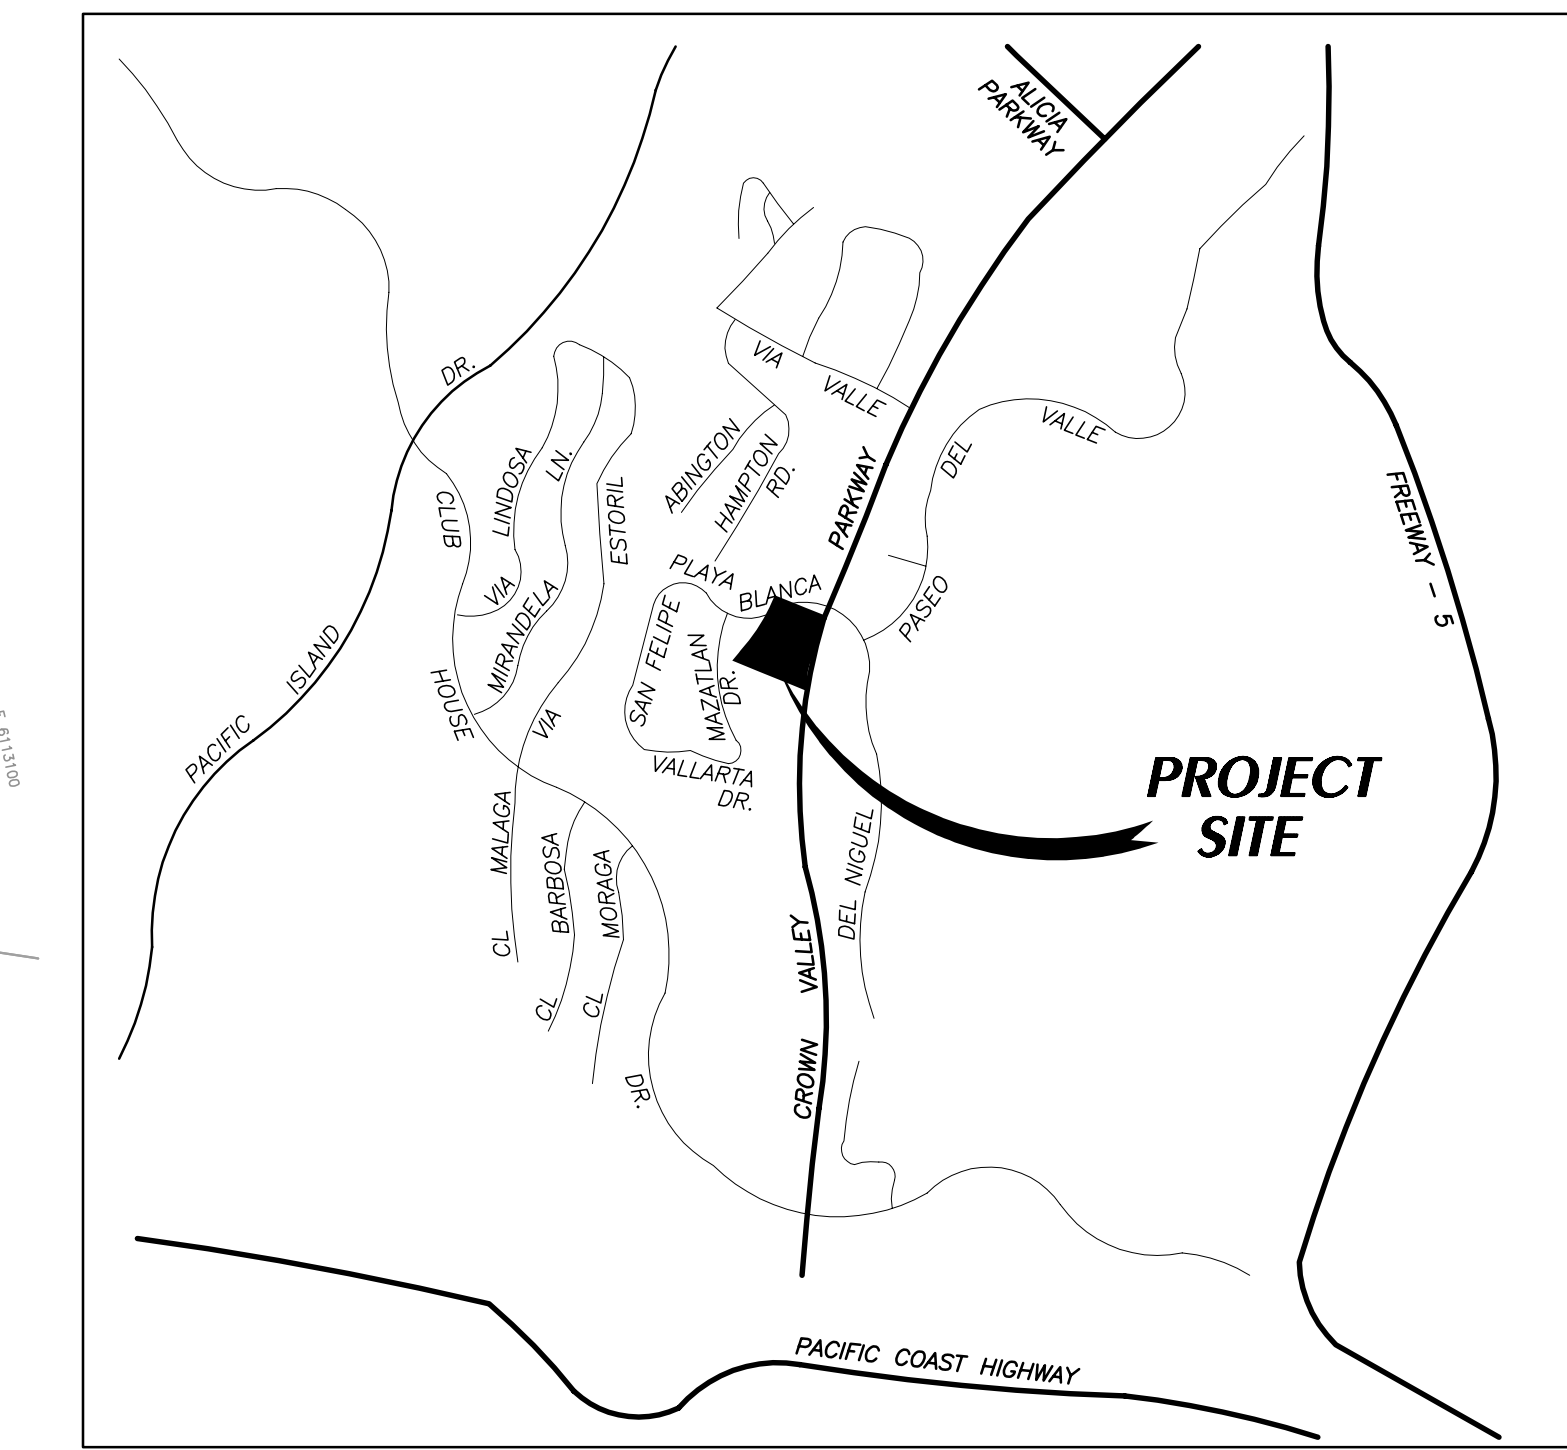 ALICIA
PARKWAY
DR.
VIA
VALLE
VALLE
DEL
PASEO
ABINGTON
HAMPTON
RD.
PARKWAY
FREEWAY - 5
CLUB
LINDOSA
LN.
ESTORIL
VIA
MIRANDELA
PLAYA
BLANCA
SAN FELIPE
MAZATLAN
DR.
ISLAND
PACIFIC
HOUSE
VIA
VALLARTA
DR.
PROJECT
SITE
MALAGA
CL
BARBOSA
CL
MORAGA
CL
DEL NIGUEL
CROWN VALLEY
DR.
PACIFIC COAST HIGHWAY
E 6113100